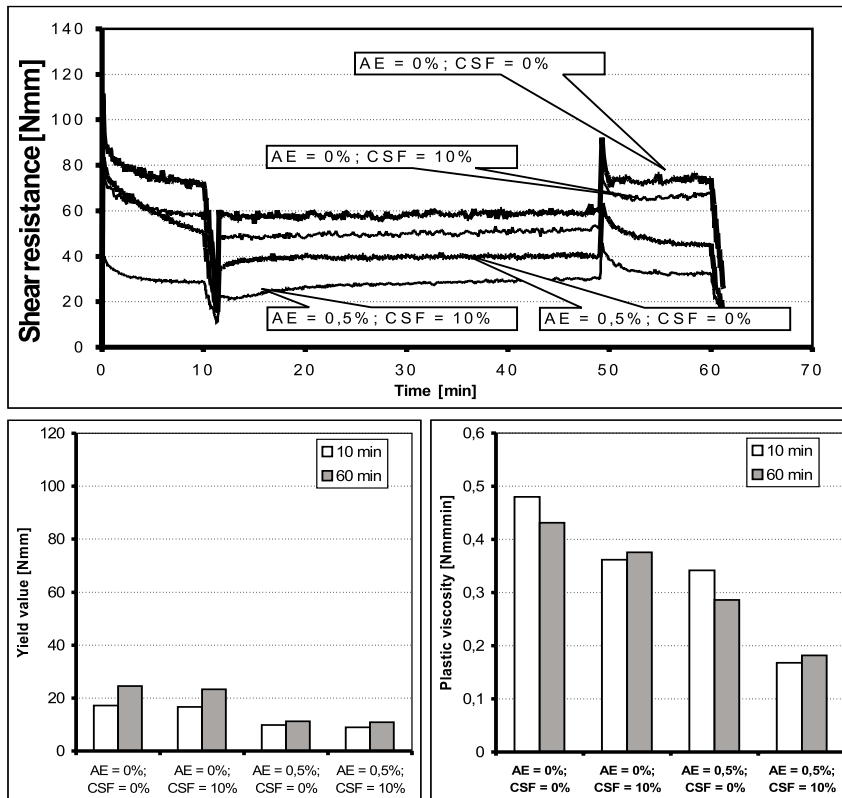 140
120
100
80
60
40
20
0
Shear resistance [Nmm]
AE = 0%; CSF = 0%
AE = 0%; CSF = 10%
AE = 0,5%; CSF = 10%
AE = 0,5%; CSF = 0%
0 10 20 30 40 50 60 70
Time [min]
120
100
80
60
40
20
0
Yield value [Nmm]
10 min
60 min
AE = 0%; AE = 0%; AE = 0,5%; AE = 0,5%;
CSF = 0% CSF = 10% CSF = 0% CSF = 10%
0,6
0,5
0,4
0,3
0,2
0,1
0
Plastic viscosity [Nmmmin]
10 min
60 min
AE = 0%; AE = 0%; AE = 0,5%; AE = 0,5%;
CSF = 0% CSF = 10% CSF = 0% CSF = 10%